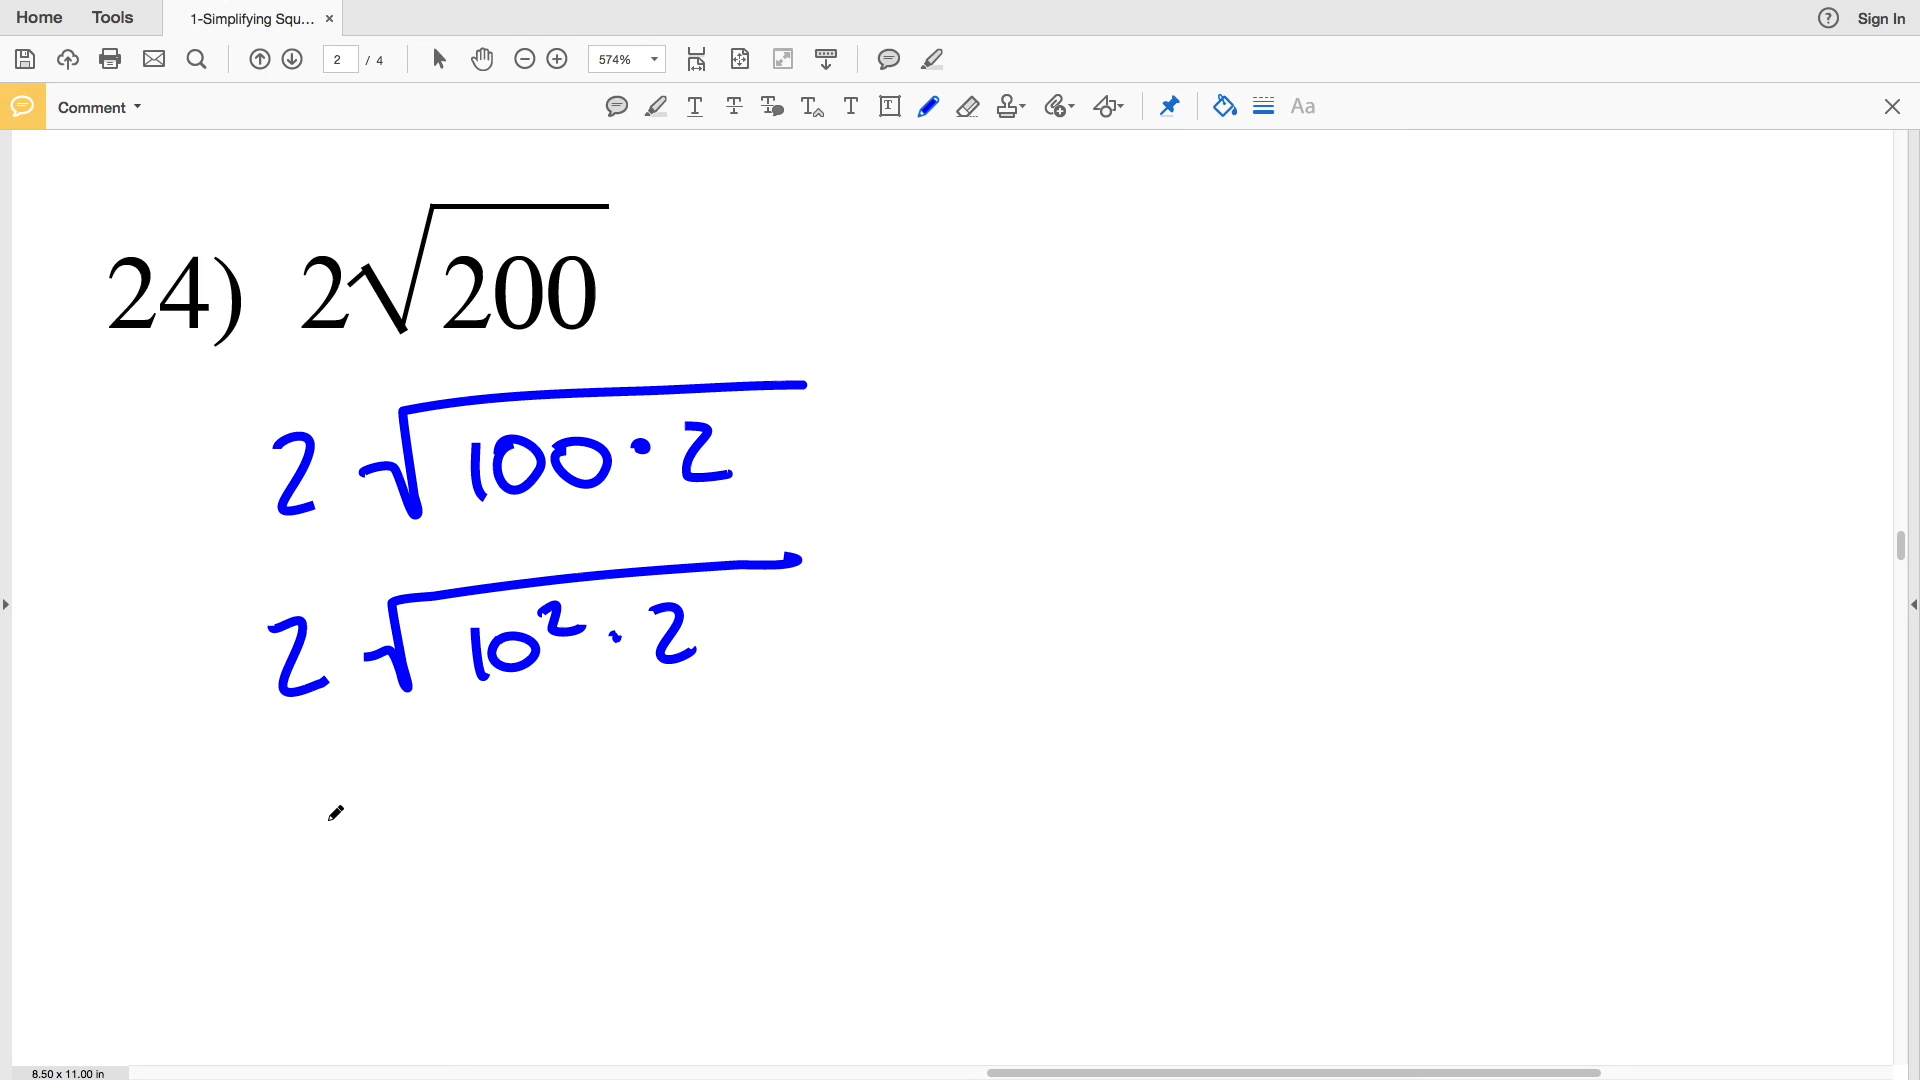 Home Tools 1-Simplifying Squ... × ? Sign In
2 / 4 574%
Comment T T T T T T Aa
24) 2√200
2√100·2
2√10²·2
8.50 x 11.00 in